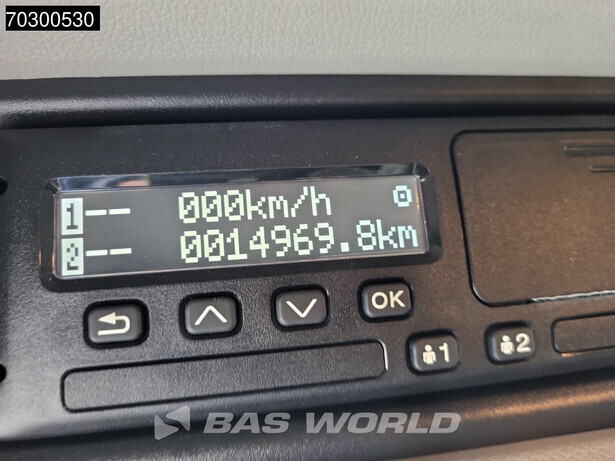 70300530
1-- 000km/h
2-- 0014969.8km
OK
1 2
BAS WORLD